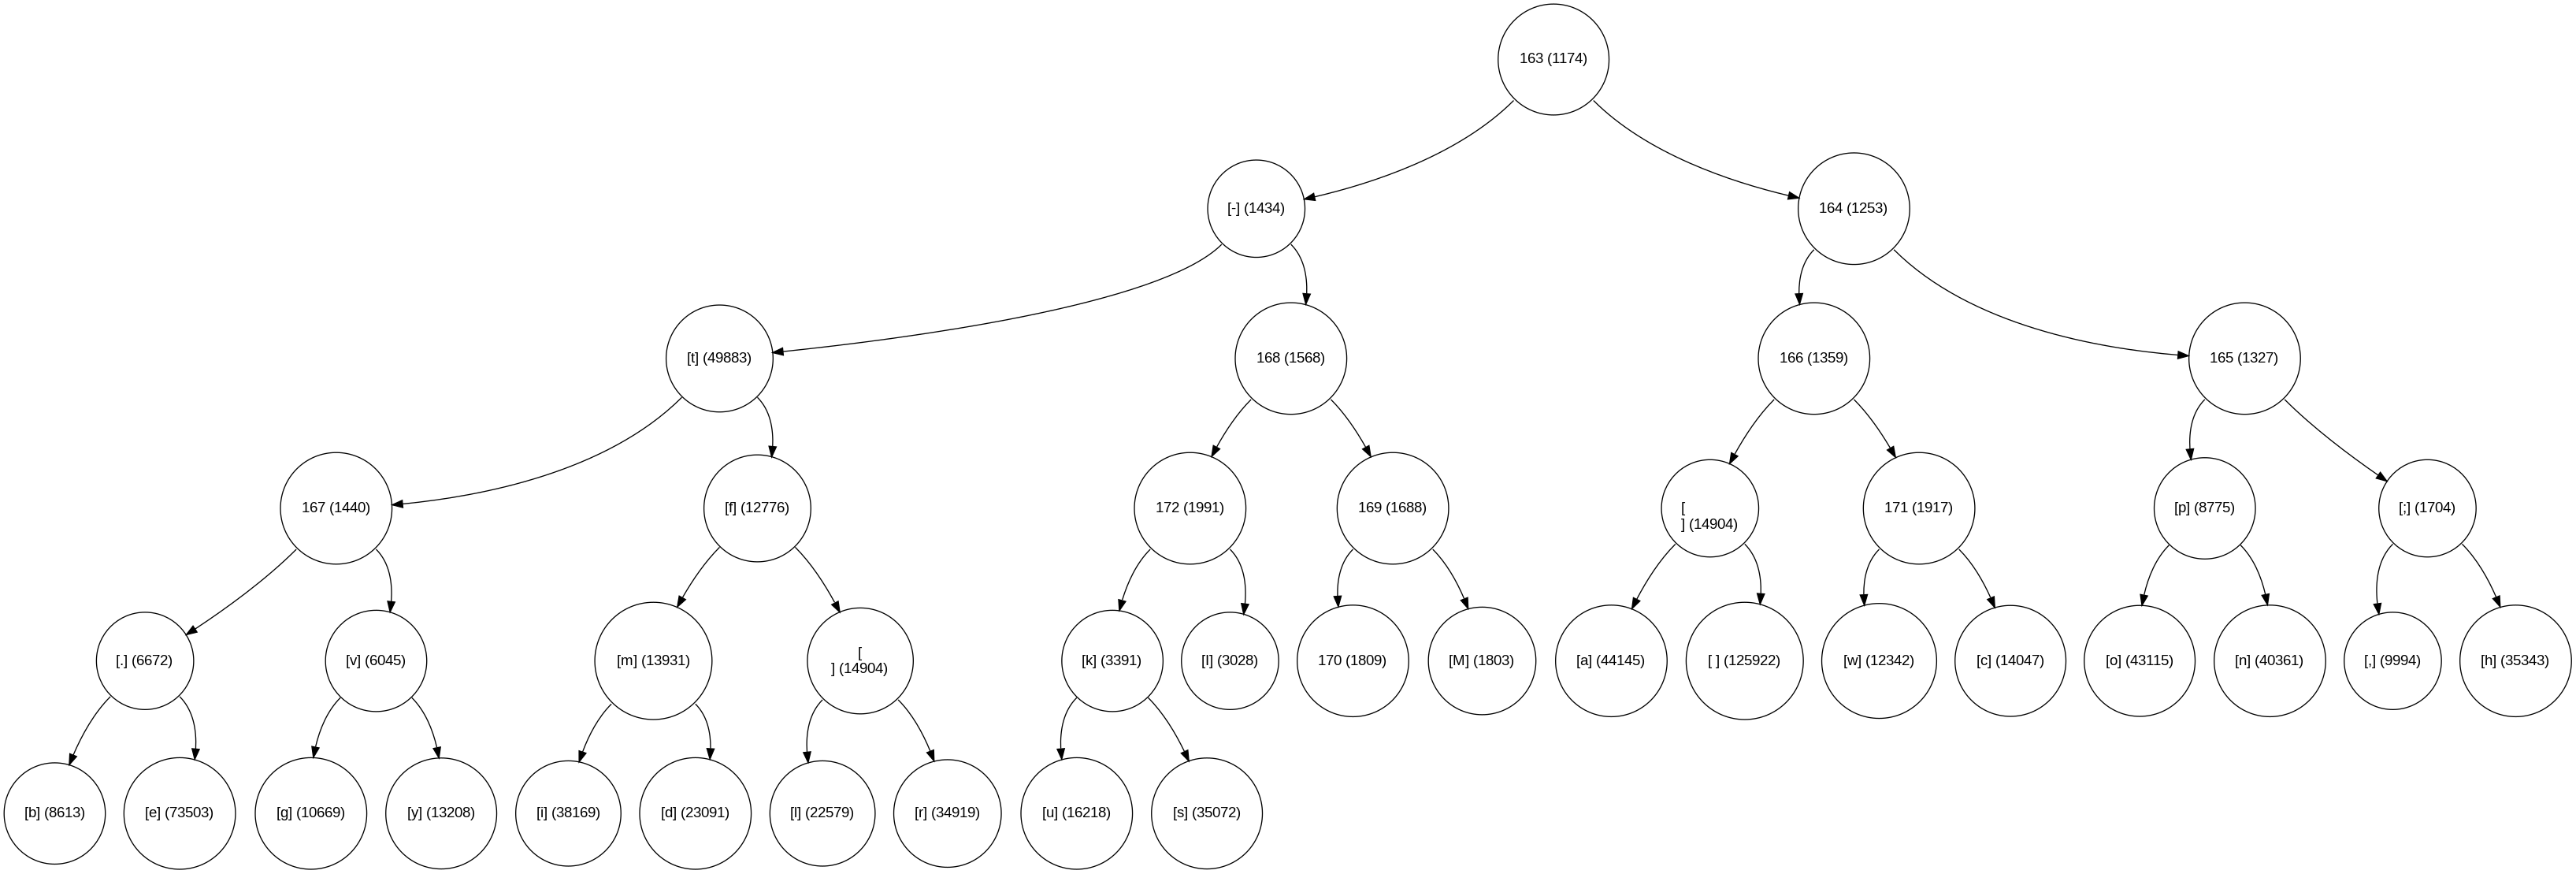 163 (1174)
[-] (1434)
164 (1253)
[t] (49883)
168 (1568)
166 (1359)
165 (1327)
167 (1440)
[f] (12776)
172 (1991)
169 (1688)
[
] (14904)
171 (1917)
[p] (8775)
[;] (1704)
[.] (6672)
[v] (6045)
[m] (13931)
[
] (14904)
[k] (3391)
[I] (3028)
170 (1809)
[M] (1803)
[a] (44145)
[ ] (125922)
[w] (12342)
[c] (14047)
[o] (43115)
[n] (40361)
[,] (9994)
[h] (35343)
[b] (8613)
[e] (73503)
[g] (10669)
[y] (13208)
[i] (38169)
[d] (23091)
[l] (22579)
[r] (34919)
[u] (16218)
[s] (35072)